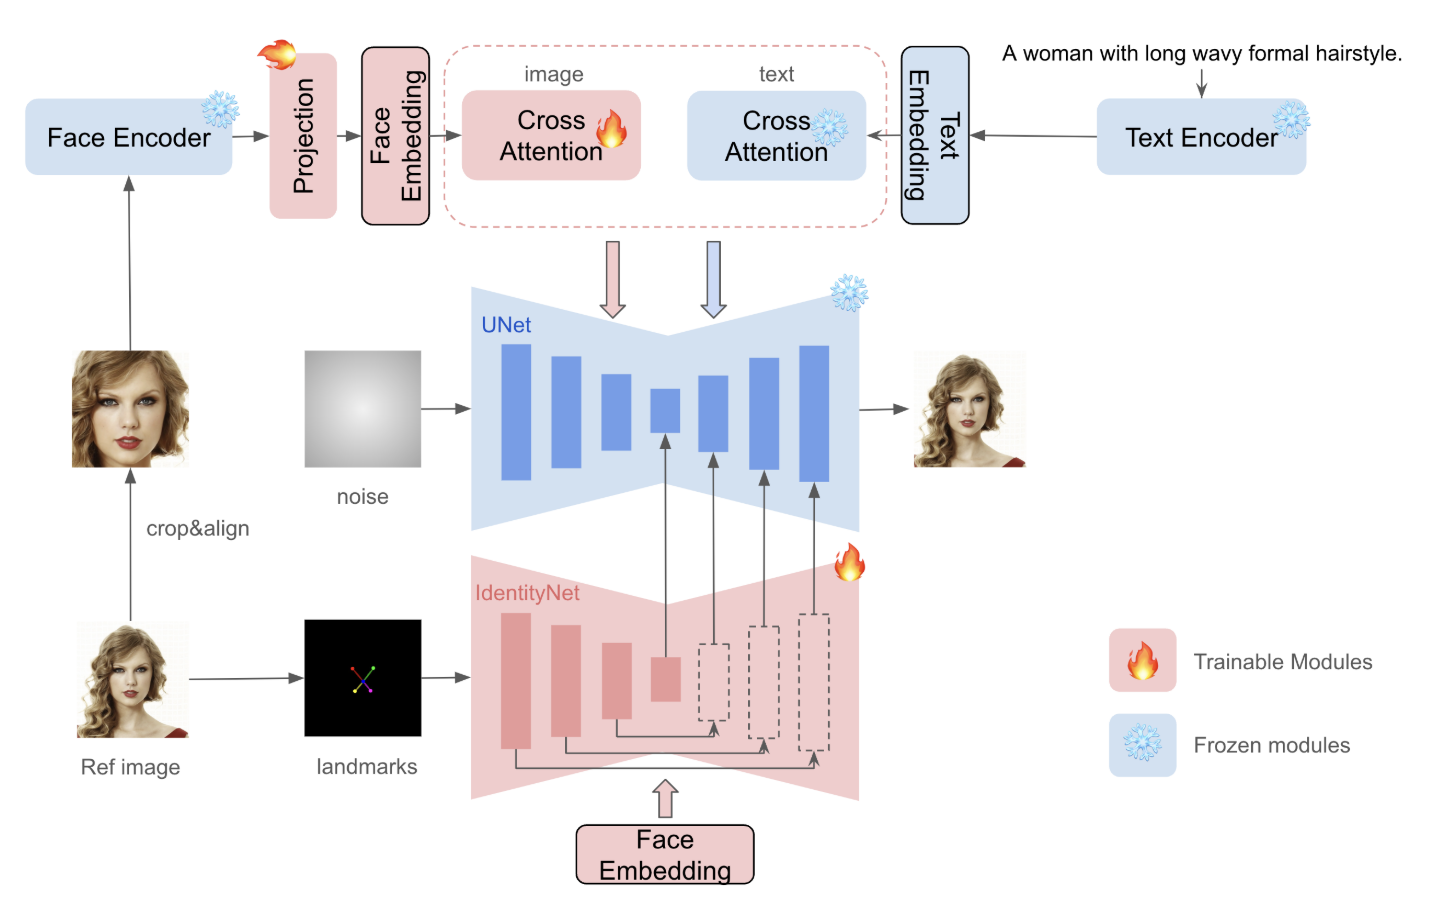 A woman with long wavy formal hairstyle.
image
text
Face Encoder
Projection
Face
Embedding
Cross
Attention
Cross
Attention
Text
Embedding
Text Encoder
UNet
noise
crop&align
IdentityNet
Ref image
landmarks
Face
Embedding
Trainable Modules
Frozen modules